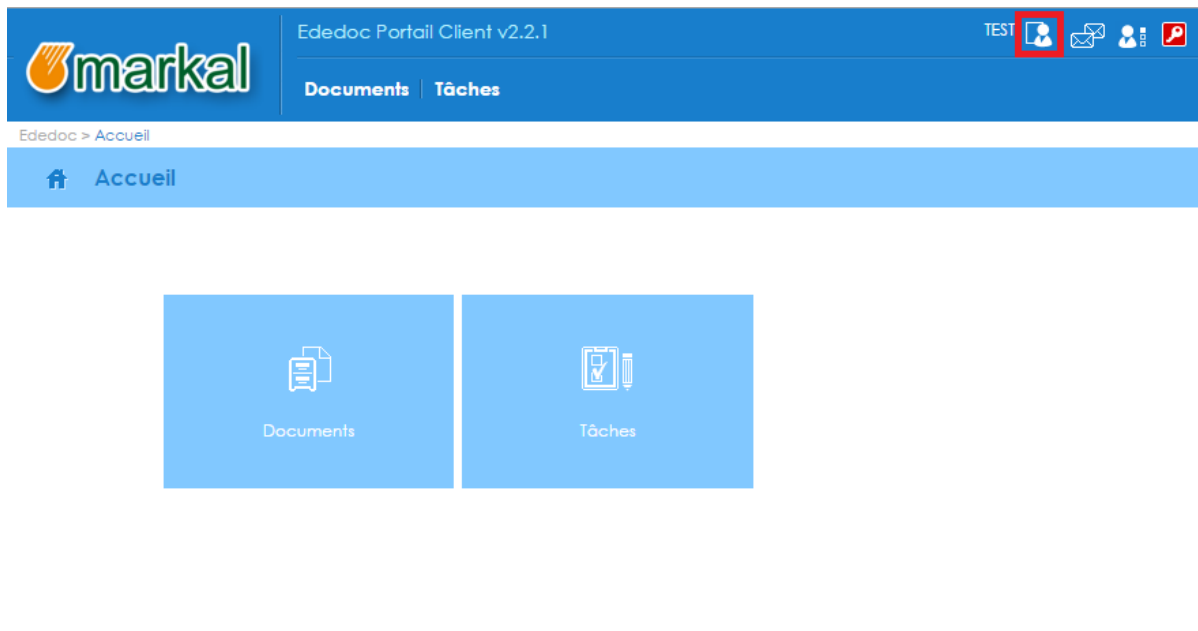 markal
Ededoc Portail Client v2.2.1
TEST
Documents Tâches
Ededoc > Accueil
Accueil
Documents
Tâches